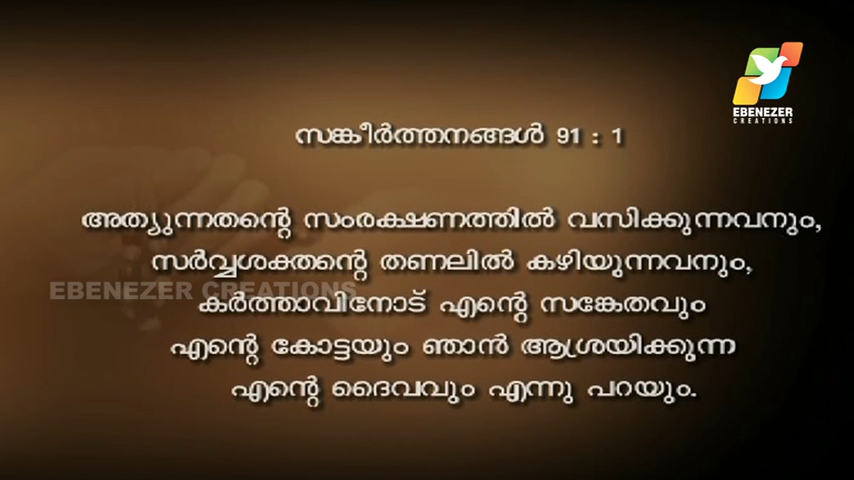 EBENEZER
CREATIONS
സങ്കീർത്തനങ്ങൾ 91 : 1
അത്യുന്നതന്റെ സംരക്ഷണത്തിൽ വസിക്കുന്നവനും,
സർവ്വശക്തന്റെ തണലിൽ കഴിയുന്നവനും,
EBENEZER CREATIONS
കർത്താവിനോട് എന്റെ സങ്കേതവും
എന്റെ കോട്ടയും ഞാൻ ആശ്രയിക്കുന്ന
എന്റെ ദൈവവും എന്നു പറയും.